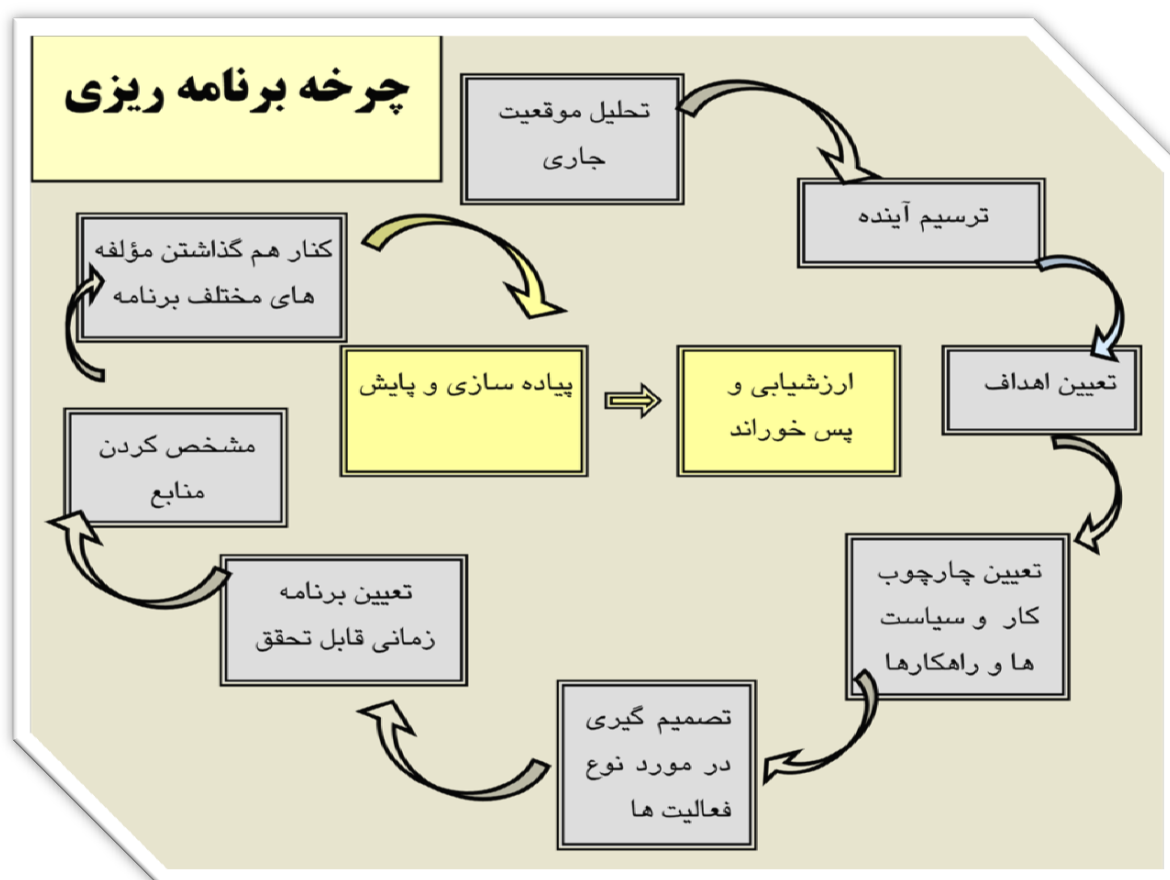 چرخه برنامه ریزی
تحلیل موقعیت
جاری
ترسیم آینده
تعیین اهداف
تعیین چارچوب
کار و سیاست
ها و راهکارها
تصمیم گیری
در مورد نوع
فعالیت ها
تعیین برنامه
زمانی قابل تحقق
مشخص کردن
منابع
کنار هم گذاشتن مؤلفه
های مختلف برنامه
پیاده سازی و پایش
ارزشیابی و
پس خوراند